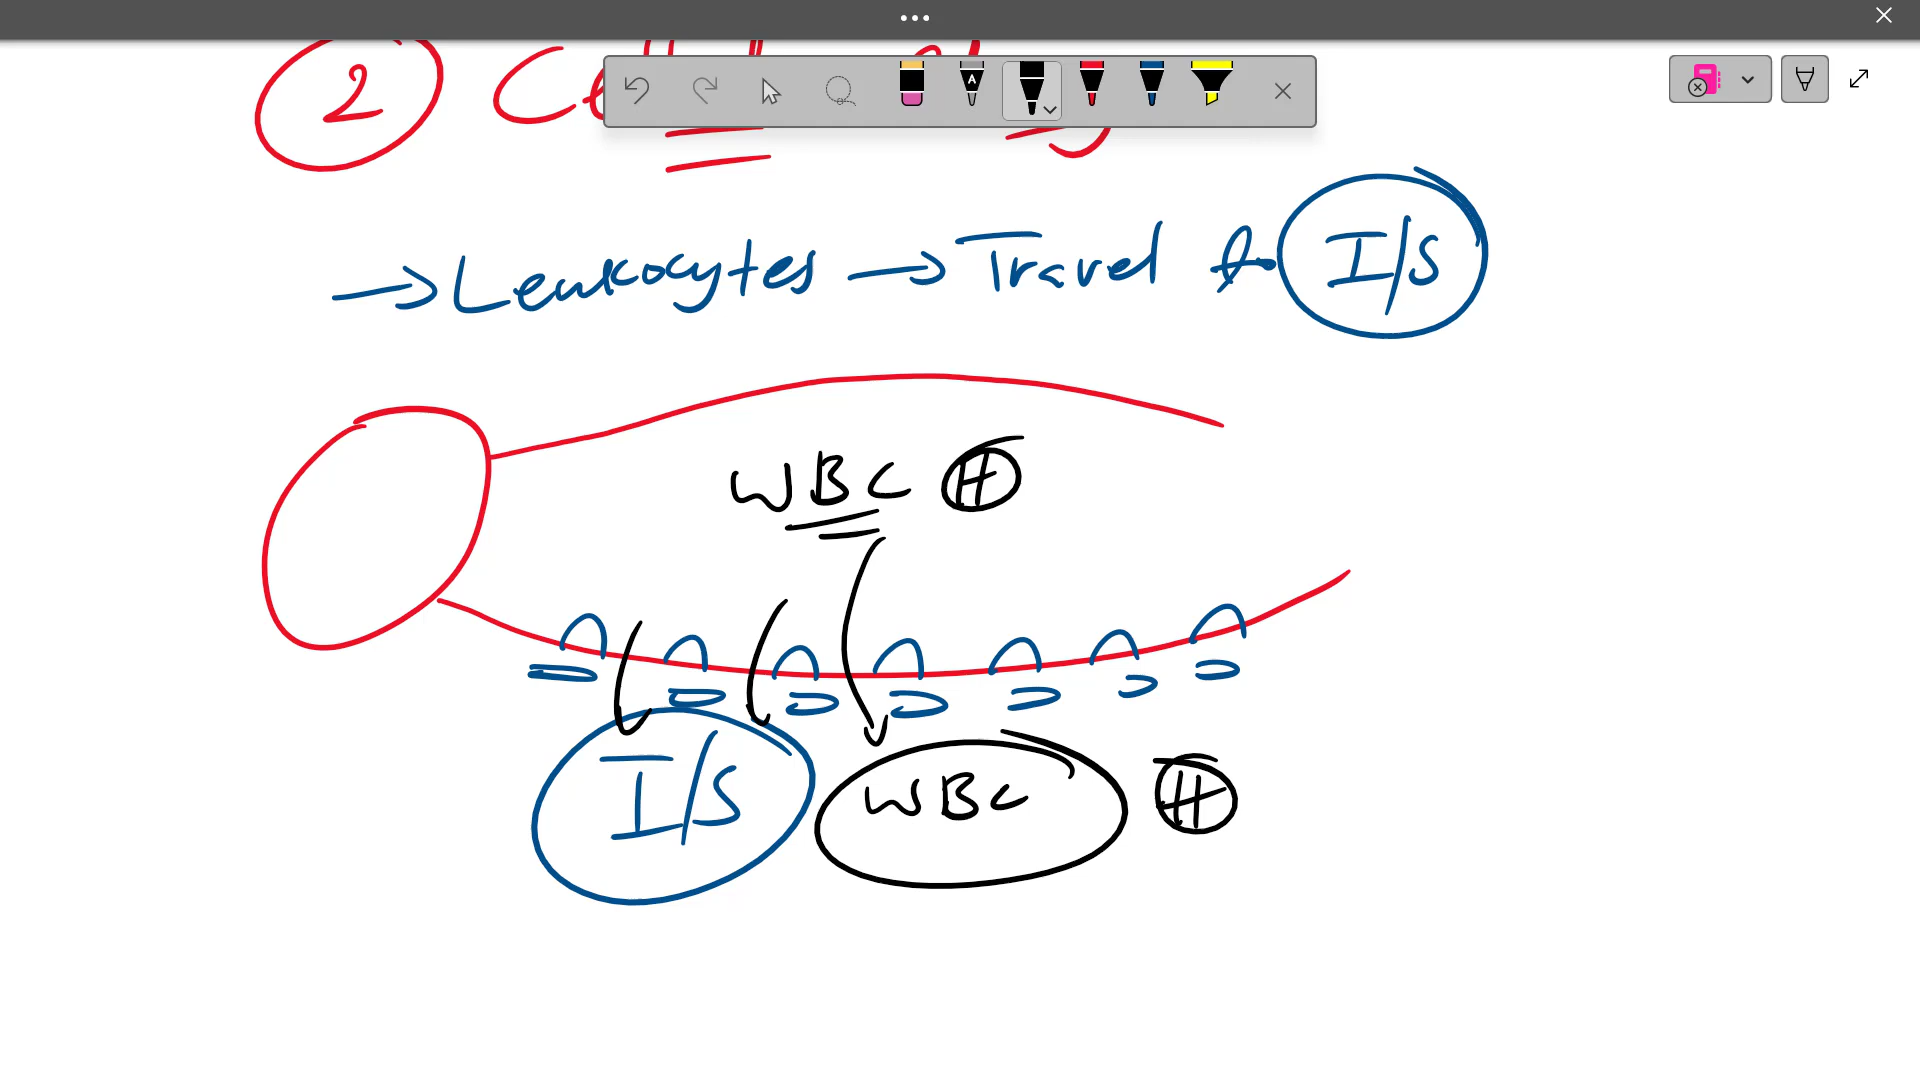 2
→ Leukocytes → Travel to I/S
WBC
I/S WBC